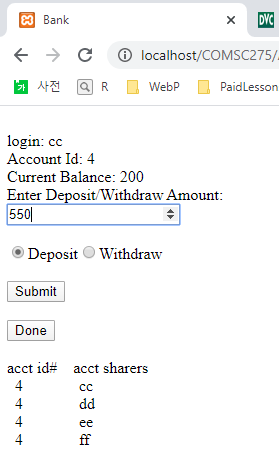 Bank
DVC
localhost/COMSC275/
사전 R WebP PaidLesson
login: cc
Account Id: 4
Current Balance: 200
Enter Deposit/Withdraw Amount:
550
Deposit Withdraw
Submit
Done
acct id# acct sharers
4 cc
4 dd
4 ee
4 ff